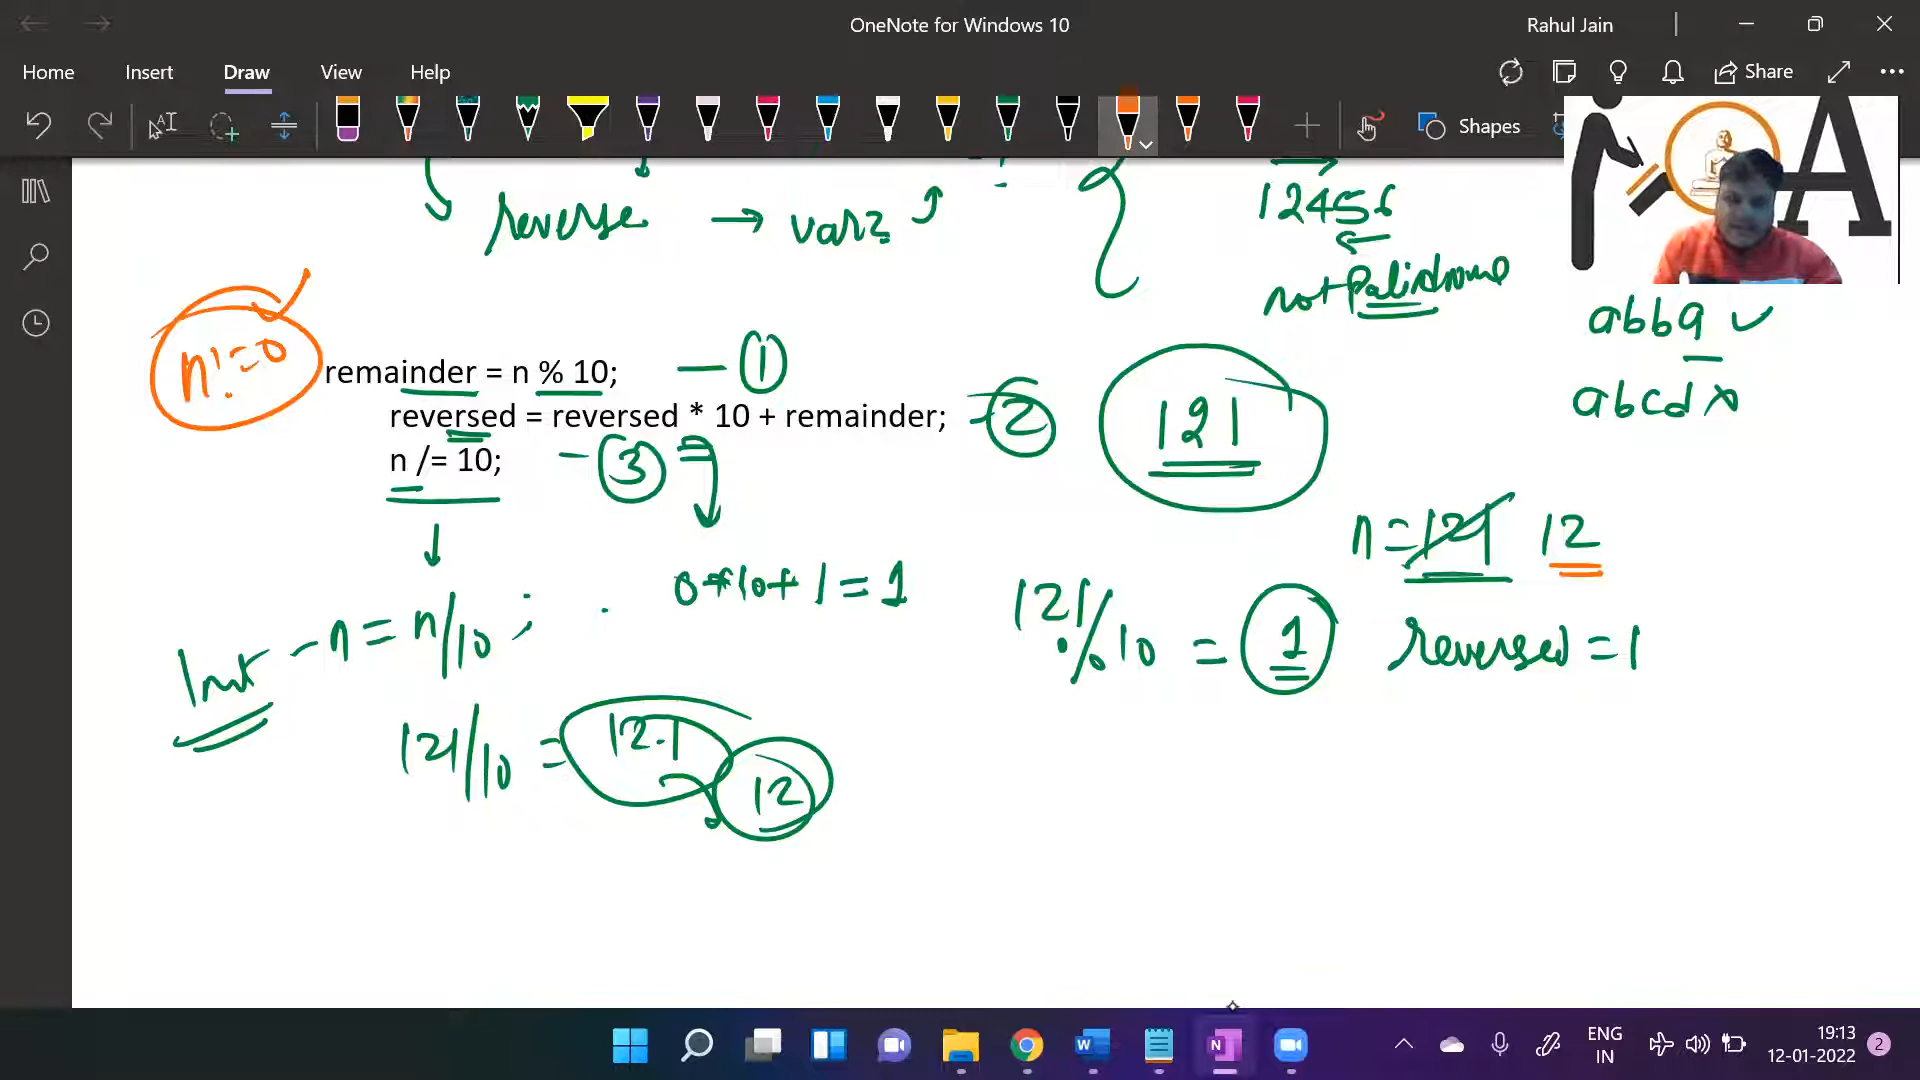 OneNote for Windows 10
Rahul Jain
Home Insert Draw View Help
Share
Shapes
A
reverse → var2
12456
not Palindrome
abba ✓
abcd x
n!=0
remainder = n % 10; — 1
reversed = reversed * 10 + remainder; - 2
n /= 10; - 3
121
n = 121 12
0*10+1=1
121 % 10 = 1
reversed = 1
Int - n = n/10 ;
121/10 = 12.1
12
ENG
IN
19:13
12-01-2022
2